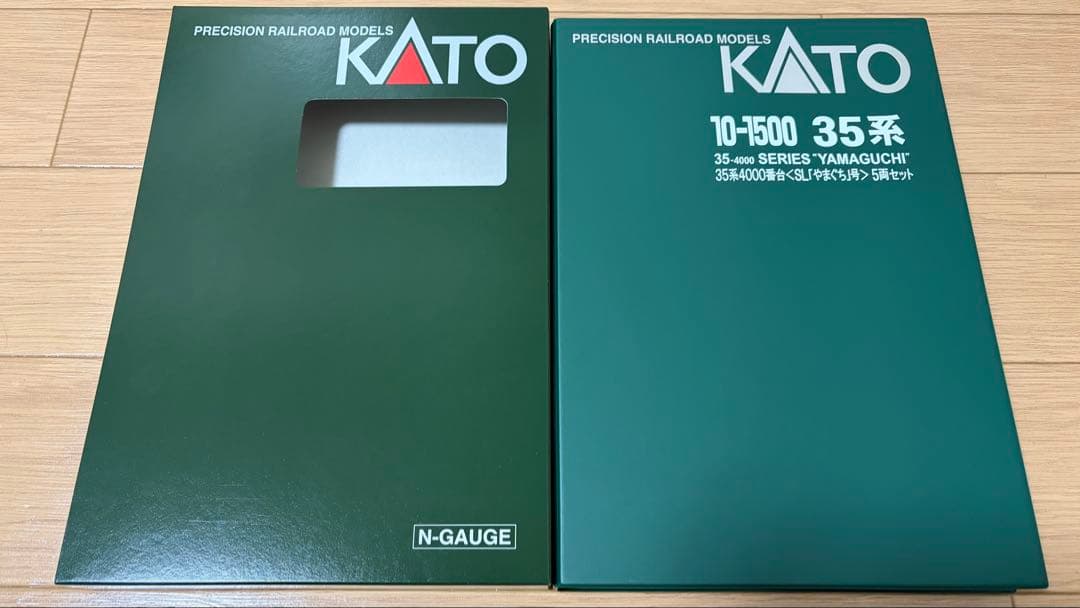 PRECISION RAILROAD MODELS
KATO
N-GAUGE
PRECISION RAILROAD MODELS
KATO
10-1500 35系
35-4000 SERIES "YAMAGUCHI"
35系4000番台<SL「やまぐち」号> 5両セット